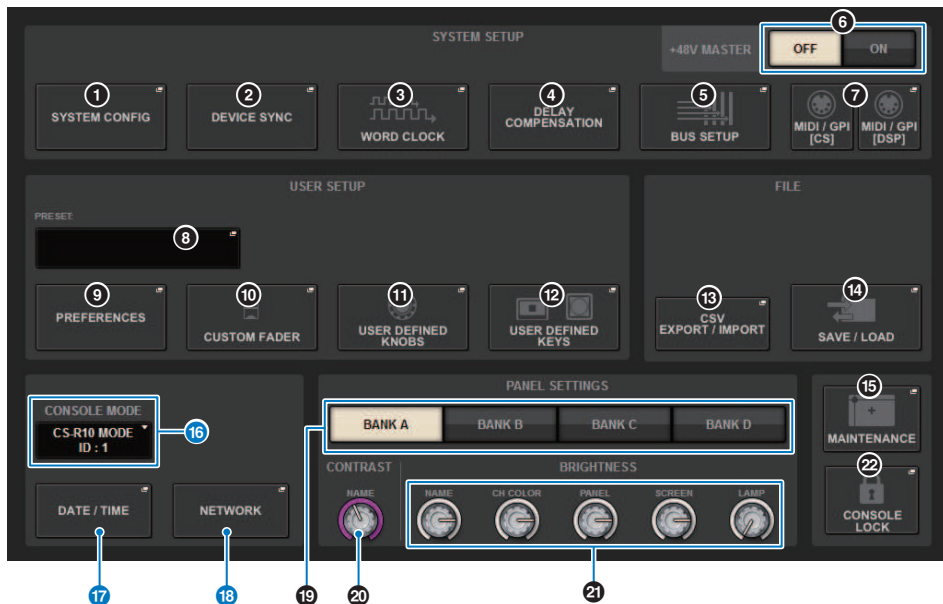 SYSTEM SETUP
6
+48V MASTER
OFF
ON
1
SYSTEM CONFIG
2
DEVICE SYNC
3
WORD CLOCK
4
DELAY
COMPENSATION
5
BUS SETUP
7
MIDI / GPI
[CS]
MIDI / GPI
[DSP]
USER SETUP
PRESET:
8
9
PREFERENCES
10
CUSTOM FADER
11
USER DEFINED
KNOBS
12
USER DEFINED
KEYS
FILE
13
CSV
EXPORT / IMPORT
14
SAVE / LOAD
CONSOLE MODE
CS-R10 MODE
ID : 1
16
DATE / TIME
NETWORK
17
18
PANEL SETTINGS
BANK A
BANK B
BANK C
BANK D
CONTRAST
NAME
BRIGHTNESS
NAME
CH COLOR
PANEL
SCREEN
LAMP
19
20
21
15
MAINTENANCE
22
CONSOLE
LOCK